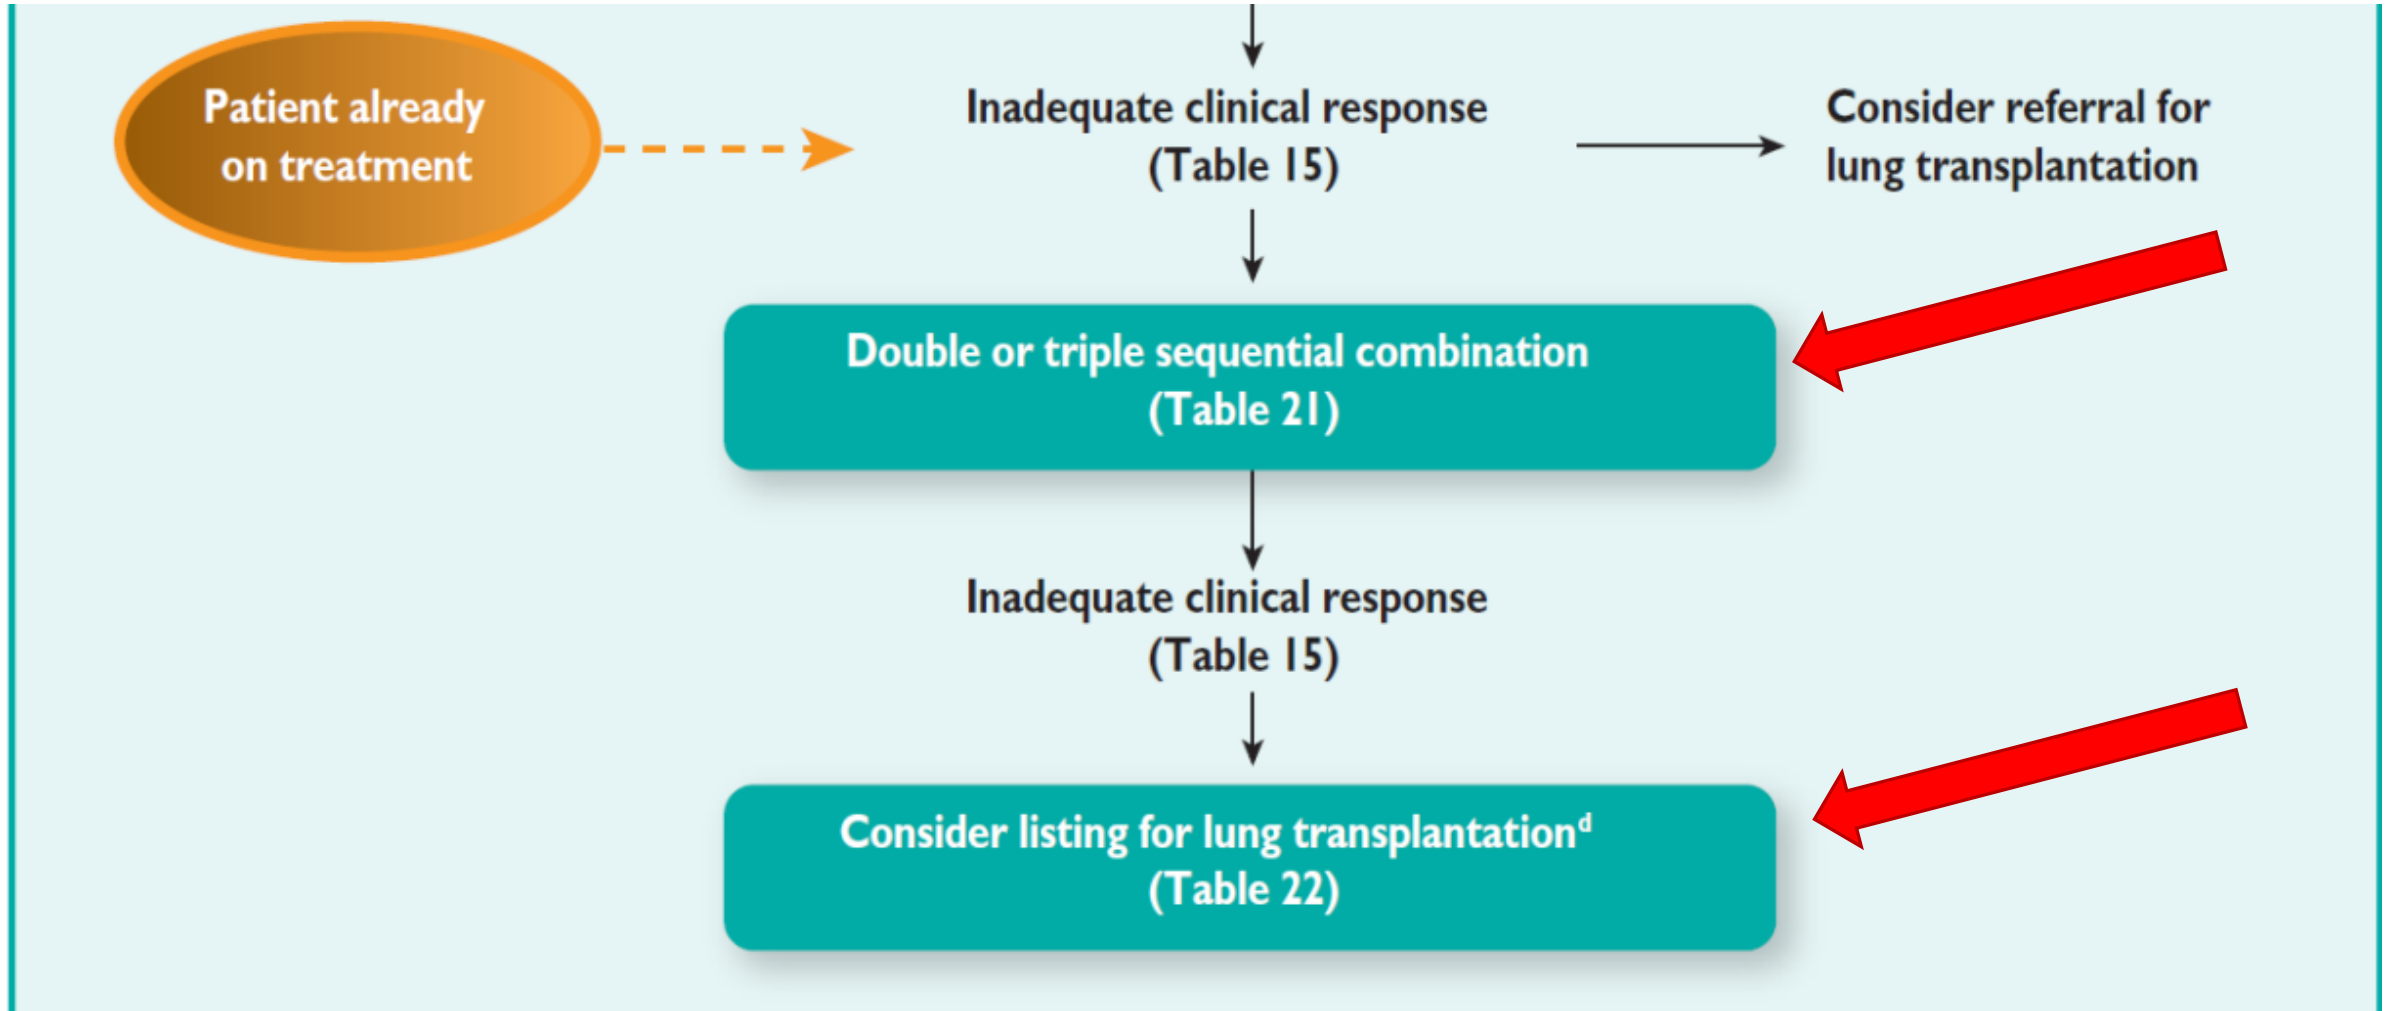 Patient already
on treatment
Inadequate clinical response
(Table 15)
Consider referral for
lung transplantation
Double or triple sequential combination
(Table 21)
Inadequate clinical response
(Table 15)
Consider listing for lung transplantationᵈ
(Table 22)